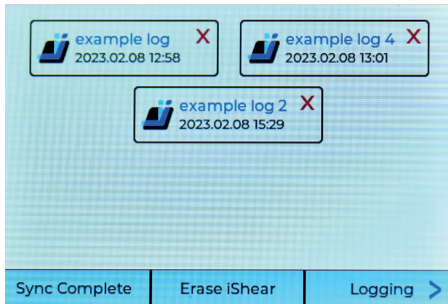 example log X
2023.02.08 12:58
example log 4 X
2023.02.08 13:01
example log 2 X
2023.02.08 15:29
Sync Complete
Erase iShear
Logging >